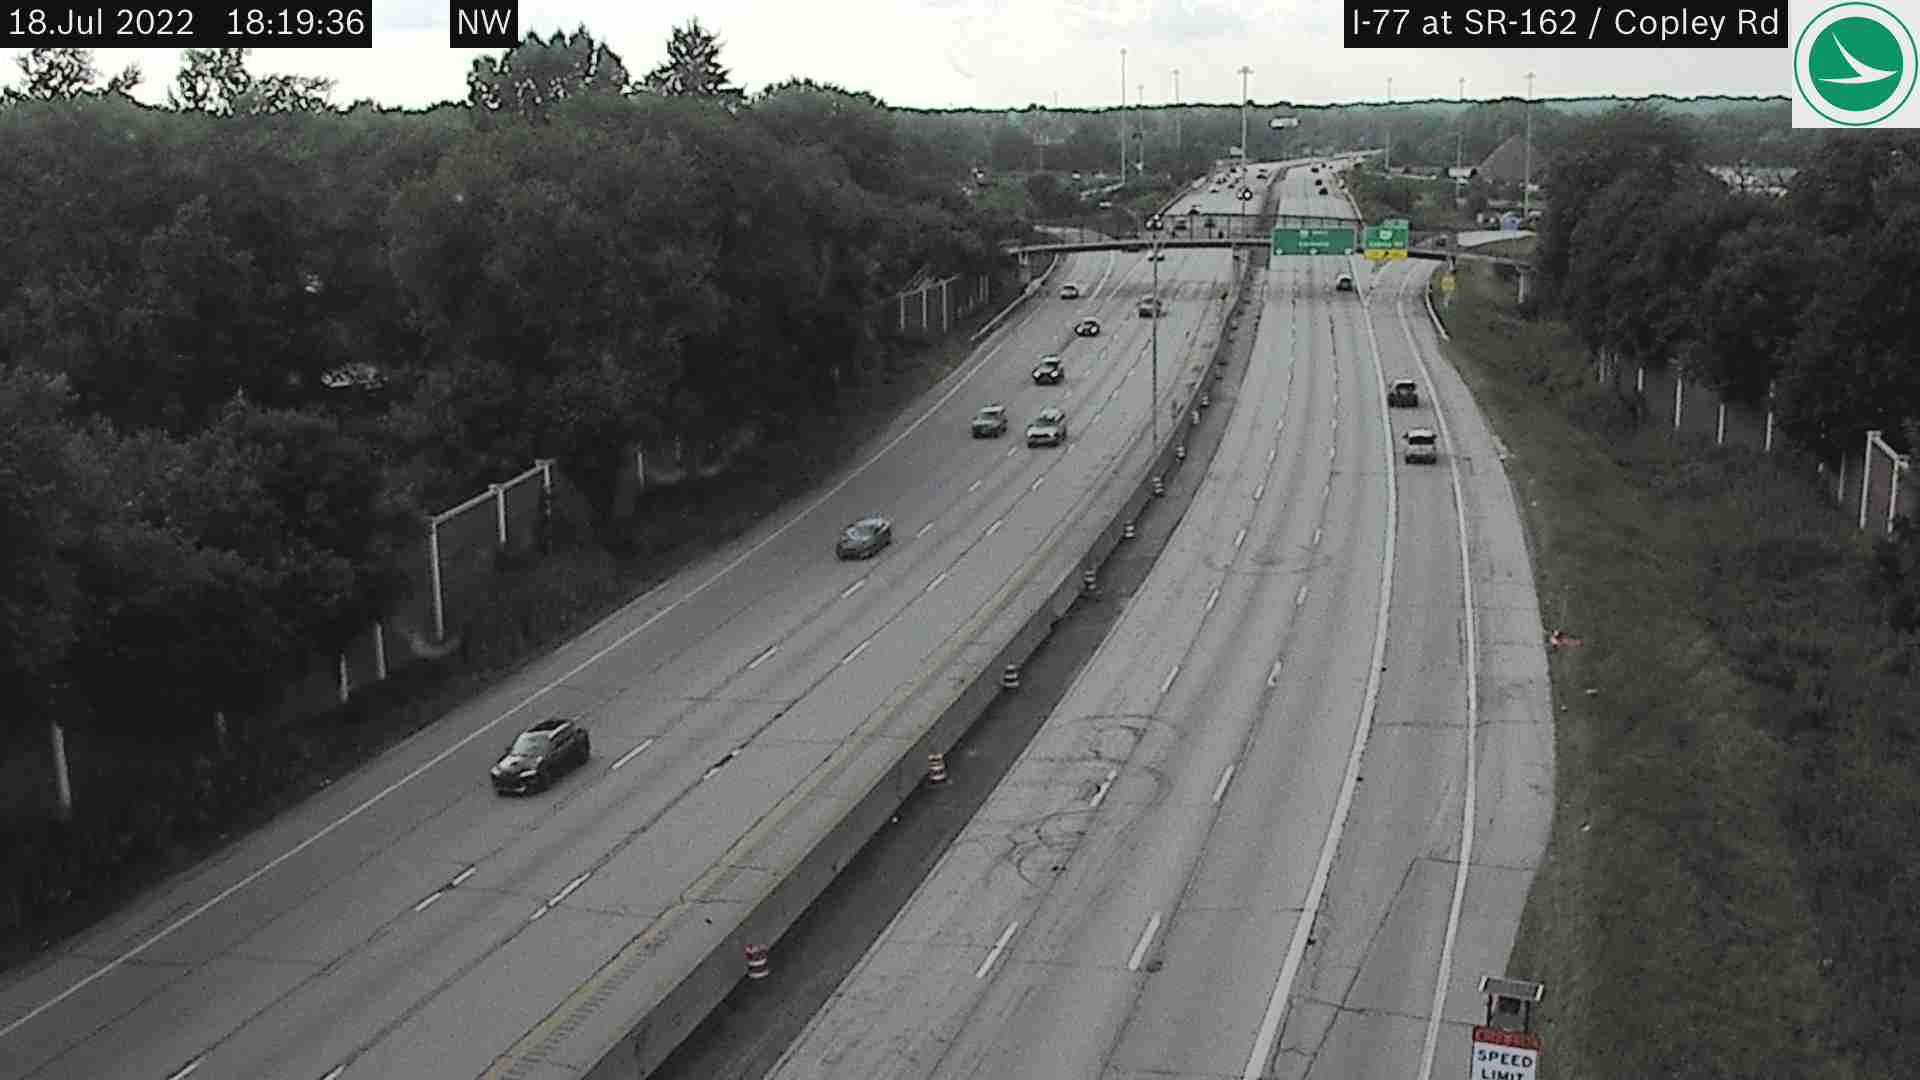 18.Jul 2022 18:19:36
NW
I-77 at SR-162 / Copley Rd
SPEED
LIMIT